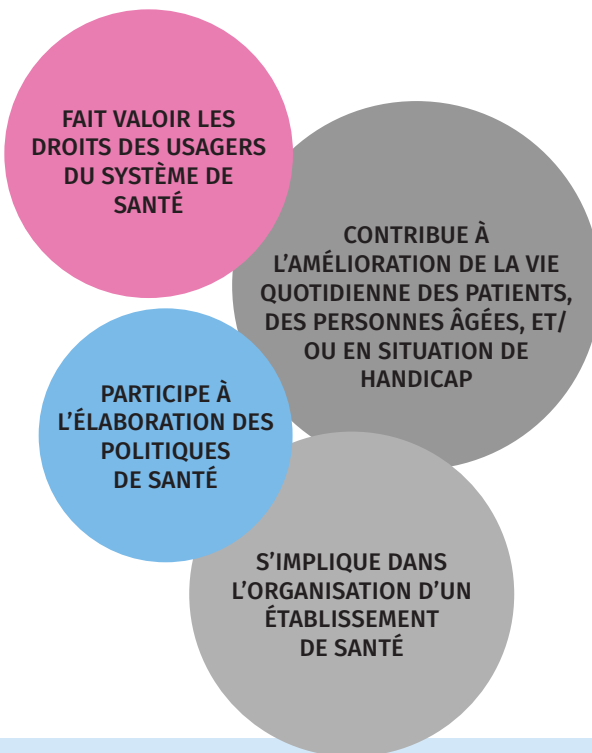 FAIT VALOIR LES
DROITS DES USAGERS
DU SYSTÈME DE
SANTÉ
CONTRIBUE À
L'AMÉLIORATION DE LA VIE
QUOTIDIENNE DES PATIENTS,
DES PERSONNES ÂGÉES, ET/
OU EN SITUATION DE
HANDICAP
PARTICIPE À
L'ÉLABORATION DES
POLITIQUES
DE SANTÉ
S'IMPLIQUE DANS
L'ORGANISATION D'UN
ÉTABLISSEMENT
DE SANTÉ